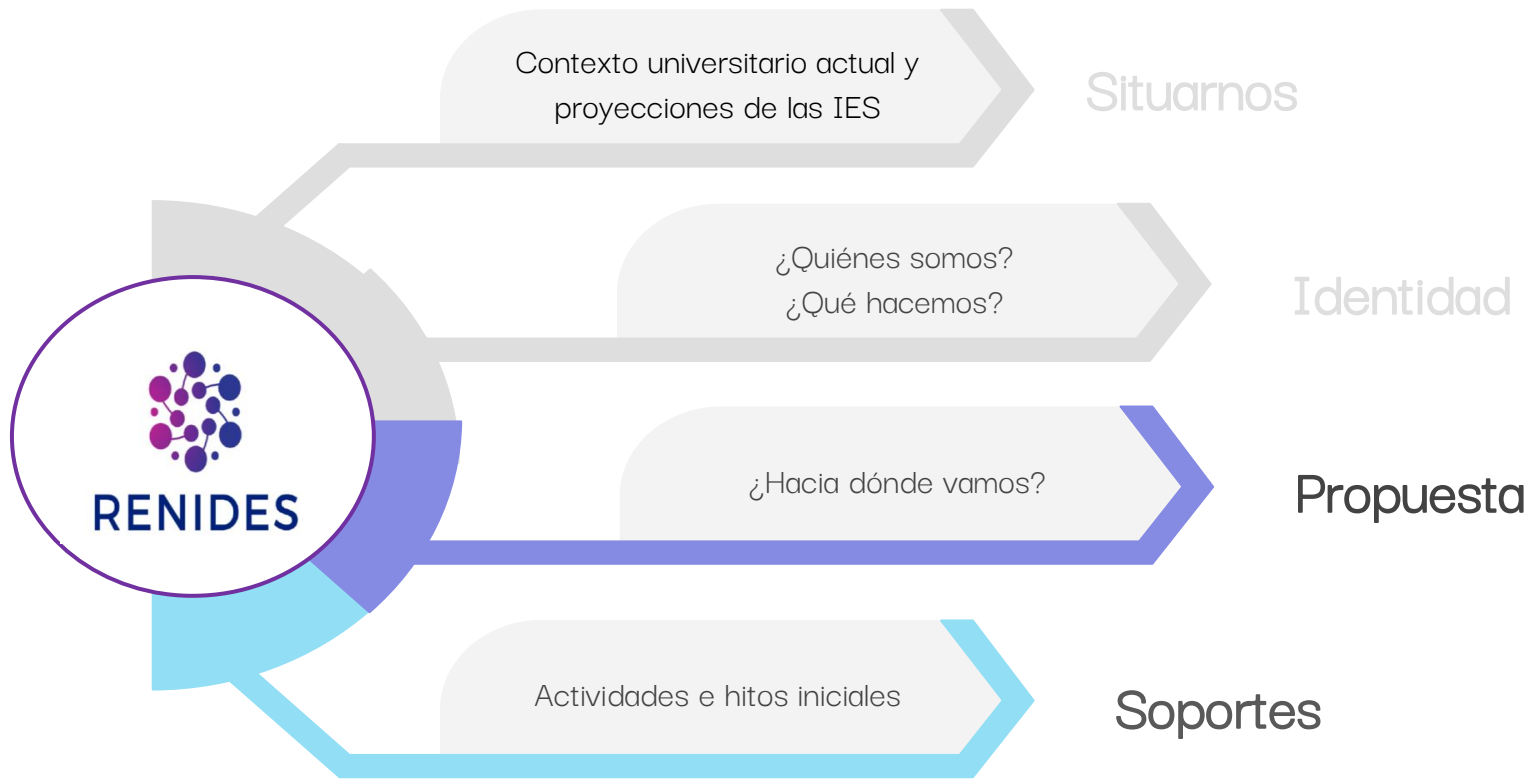 Contexto universitario actual y
proyecciones de las IES
Situarnos
¿Quiénes somos?
¿Qué hacemos?
Identidad
RENIDES
¿Hacia dónde vamos?
Propuesta
Actividades e hitos iniciales
Soportes